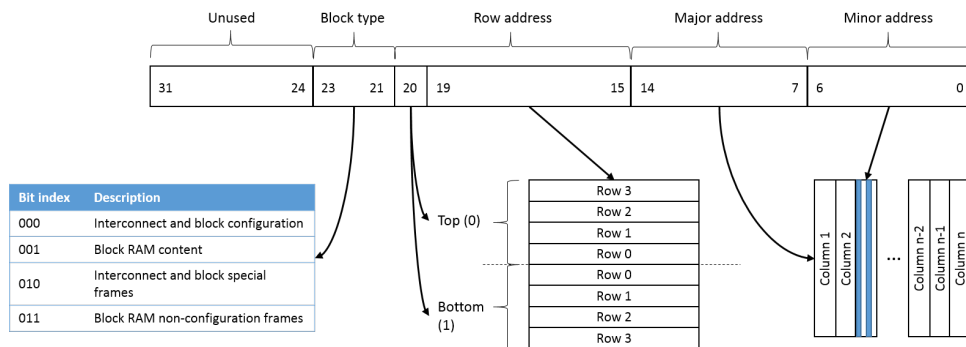 Unused Block type Row address Major address Minor address
31 24 23 21 20 19 15 14 7 6 0
Bit index Description
000 Interconnect and block configuration
001 Block RAM content
010 Interconnect and block special
frames
011 Block RAM non-configuration frames
Top (0)
Bottom
(1)
Row 3
Row 2
Row 1
Row 0
Row 0
Row 1
Row 2
Row 3
Column 1
Column 2
...
Column n-2
Column n-1
Column n